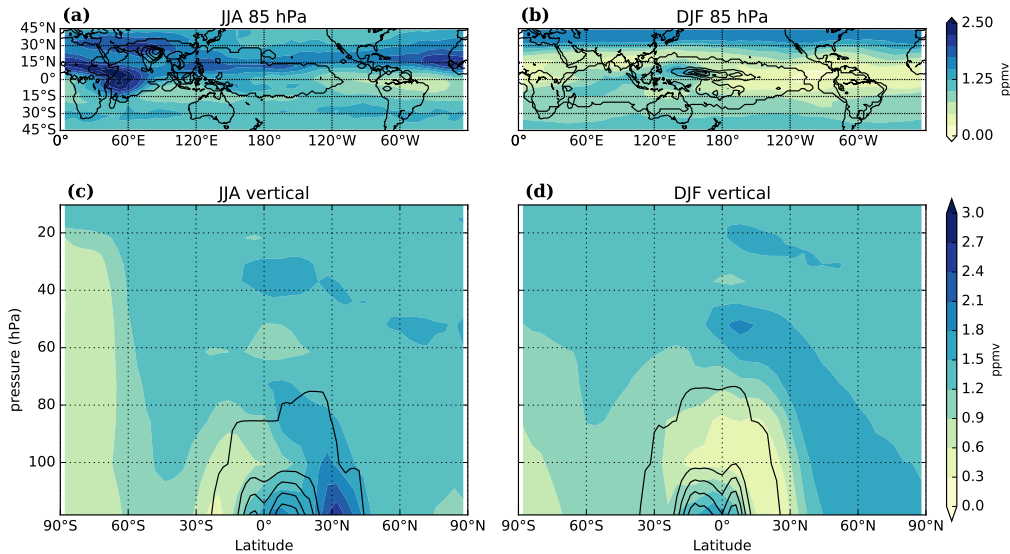 (a) JJA 85 hPa
(b) DJF 85 hPa
45°N
30°N
15°N
0°
15°S
30°S
45°S
0° 60°E 120°E 180° 120°W 60°W
0° 60°E 120°E 180° 120°W 60°W
2.50
1.25
0.00
ppmv
(c) JJA vertical
(d) DJF vertical
20
40
60
80
100
pressure (hPa)
90°S 60°S 30°S 0° 30°N 60°N 90°N
Latitude
90°S 60°S 30°S 0° 30°N 60°N 90°N
Latitude
3.0
2.7
2.4
2.1
1.8
1.5
1.2
0.9
0.6
0.3
0.0
ppmv